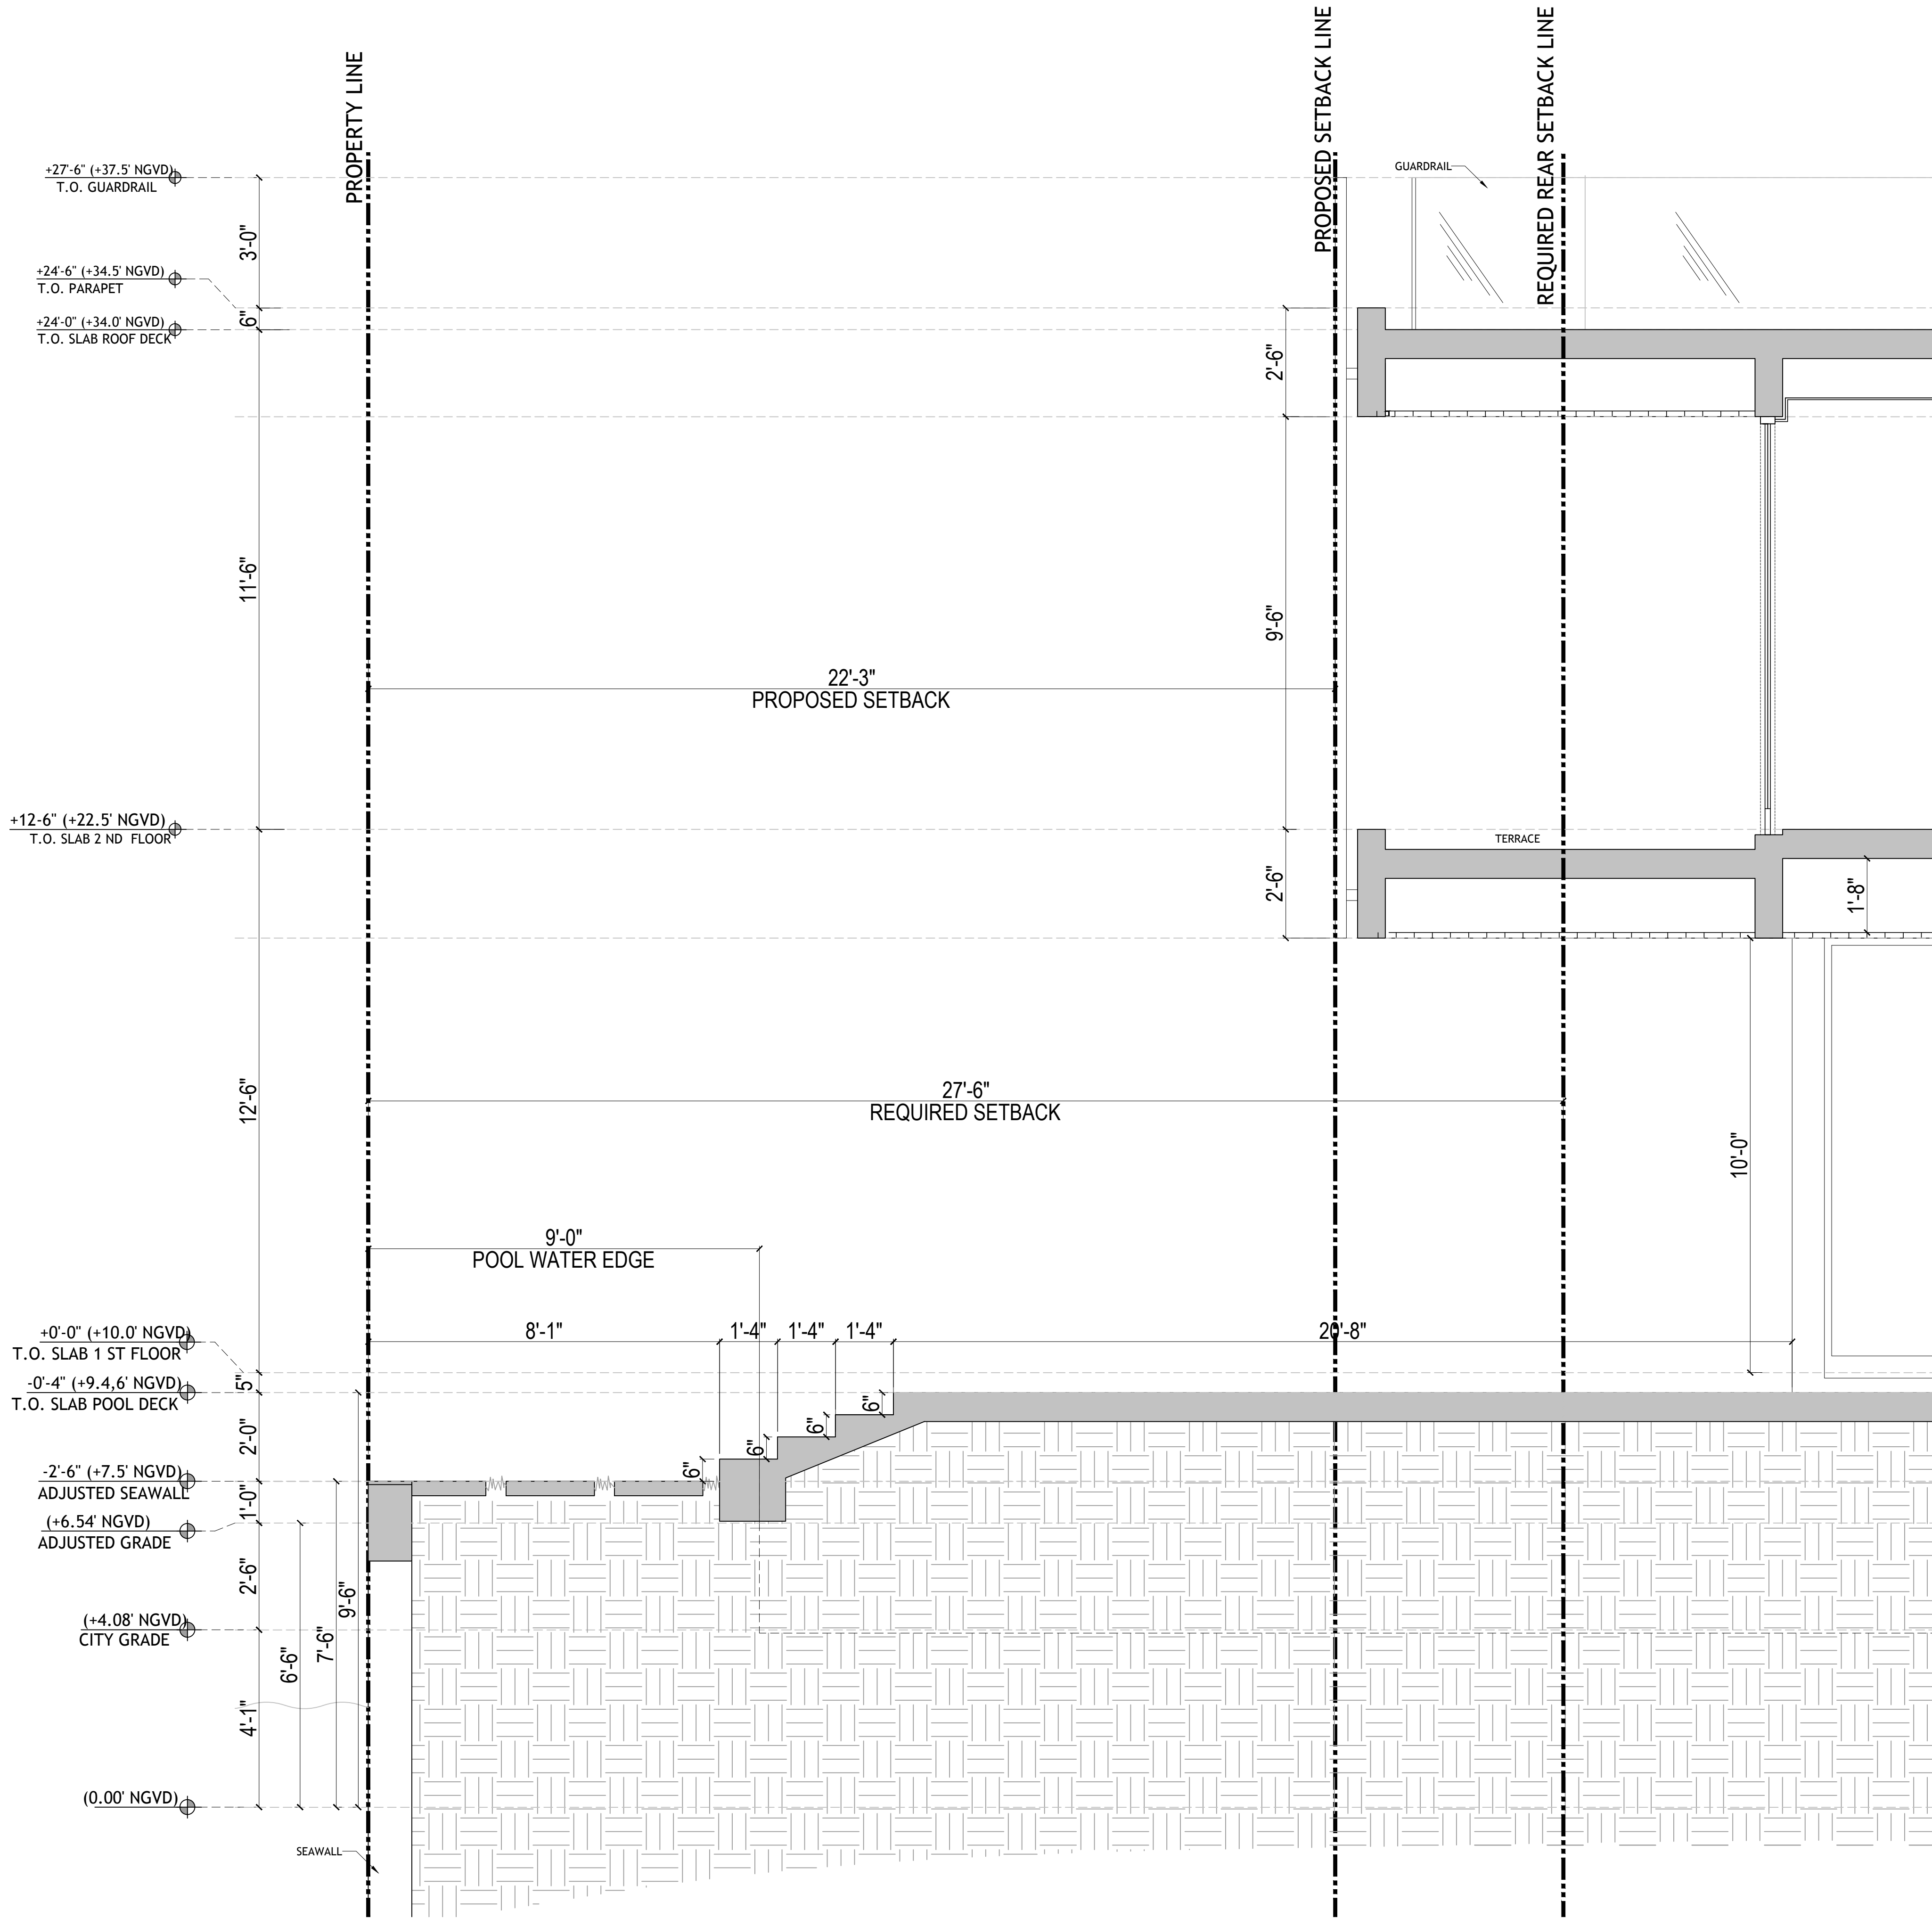 PROPERTY LINE
PROPOSED SETBACK LINE
REQUIRED REAR SETBACK LINE
+27'-6" (+37.5' NGVD)
T.O. GUARDRAIL
GUARDRAIL
3'-0"
+24'-6" (+34.5' NGVD)
T.O. PARAPET
6"
+24'-0" (+34.0' NGVD)
T.O. SLAB ROOF DECK
2'-6"
11'-6"
9'-6"
22'-3"
PROPOSED SETBACK
+12-6" (+22.5' NGVD)
T.O. SLAB 2 ND FLOOR
TERRACE
2'-6"
1'-8"
12'-6"
27'-6"
REQUIRED SETBACK
10'-0"
9'-0"
POOL WATER EDGE
8'-1"
1'-4"
1'-4"
1'-4"
20'-8"
+0'-0" (+10.0' NGVD)
T.O. SLAB 1 ST FLOOR
5"
-0'-4" (+9.4,6' NGVD)
T.O. SLAB POOL DECK
6"
6"
6"
6"
2'-0"
-2'-6" (+7.5' NGVD)
ADJUSTED SEAWALL
1'-0"
(+6.54' NGVD)
ADJUSTED GRADE
2'-6"
9'-6"
7'-6"
6'-6"
(+4.08' NGVD)
CITY GRADE
4'-1"
(0.00' NGVD)
SEAWALL